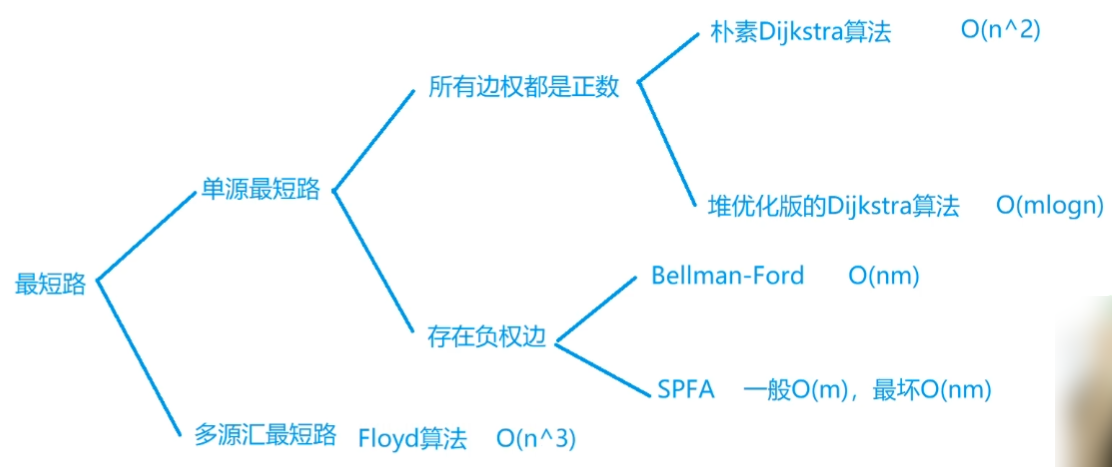 朴素Dijkstra算法 O(n^2)
所有边权都是正数
单源最短路
堆优化版的Dijkstra算法 O(mlogn)
最短路
Bellman-Ford O(nm)
存在负权边
SPFA 一般O(m)，最坏O(nm)
多源汇最短路 Floyd算法 O(n^3)